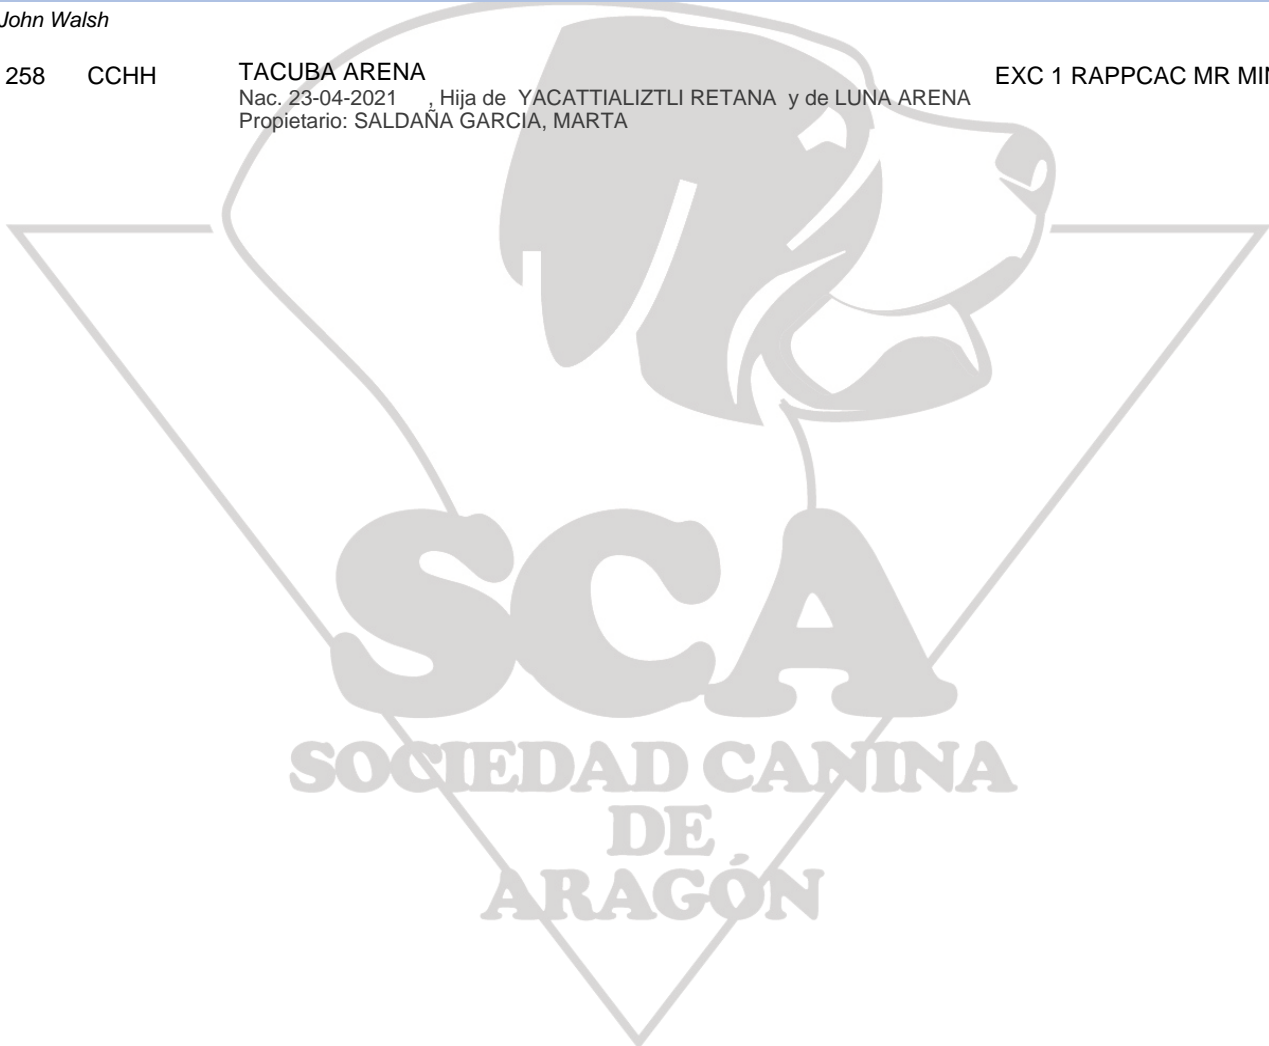 John Walsh
258 CCHH TACUBA ARENA EXC 1 RAPPCAC MR MIN
Nac. 23-04-2021 , Hija de YACATTIALIZTLI RETANA y de LUNA ARENA
Propietario: SALDAÑA GARCIA, MARTA
SCA
SOCIEDAD CANINA
DE
ARAGÓN